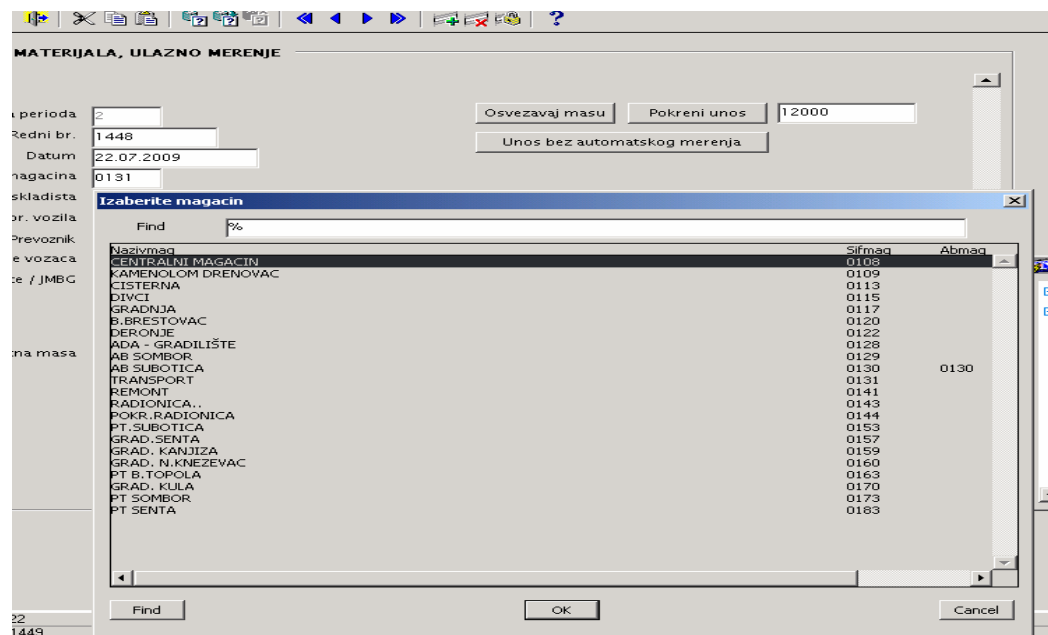 ?
MATERIJALA, ULAZNO MERENJE
perioda 2
Osvezavaj masu Pokreni unos 12000
Redni br. 1448
Unos bez automatskog merenja
Datum 22.07.2009
magacina 0131
skladista
Izaberite magacin
br. vozila
Find %
Prevoznik
e vozaca
te / JMBG
Nazivmag Sifmag Abmag
CENTRALNI MAGACIN 0108
KAMENOLOM DRENOVAC 0109
CISTERNA 0113
DIVCI 0115
GRADNJA 0117
B.BRESTOVAC 0120
DERONJE 0122
ADA - GRADILIŠTE 0128
tna masa
AB SOMBOR 0129
AB SUBOTICA 0130 0130
TRANSPORT 0131
REMONT 0141
RADIONICA.. 0143
POKR.RADIONICA 0144
PT.SUBOTICA 0153
GRAD.SENTA 0157
GRAD. KANJIZA 0159
GRAD. N.KNEZEVAC 0160
PT B.TOPOLA 0163
GRAD. KULA 0170
PT SOMBOR 0173
PT SENTA 0183
Find OK Cancel
22
1449